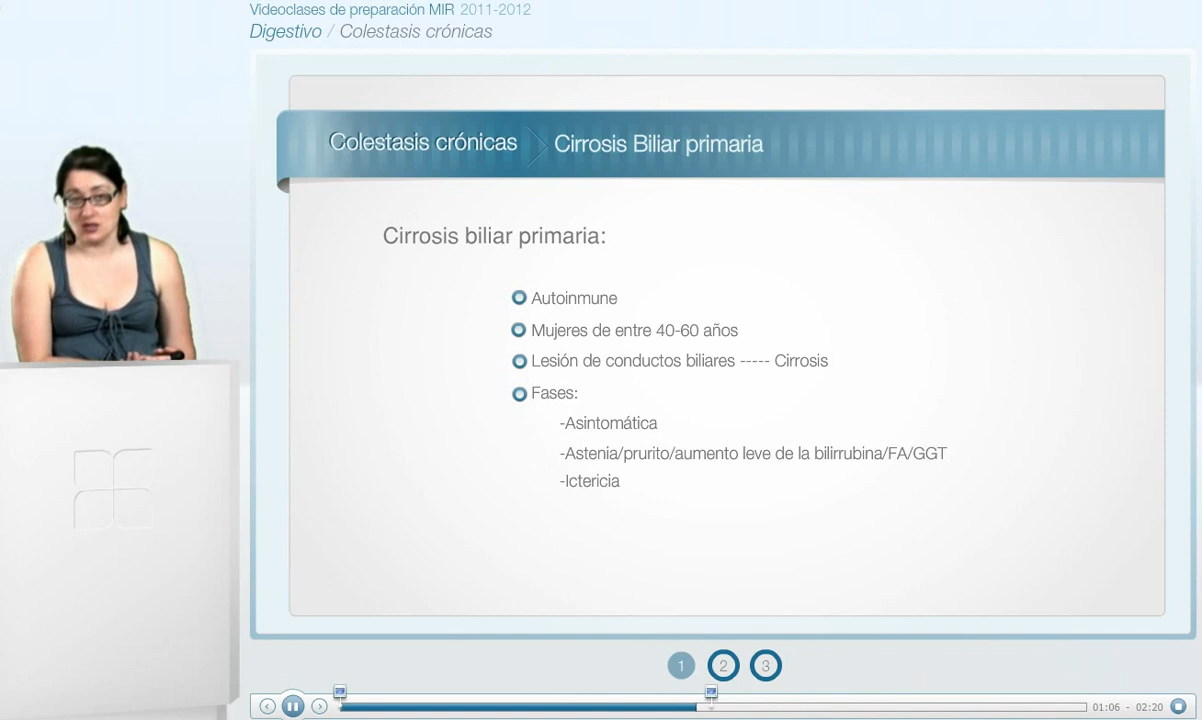 Videoclases de preparación MIR 2011-2012
Digestivo / Colestasis crónicas
Colestasis crónicas Cirrosis Biliar primaria
Cirrosis biliar primaria:
Autoinmune
Mujeres de entre 40-60 años
Lesión de conductos biliares ----- Cirrosis
Fases:
-Asintomática
-Astenia/prurito/aumento leve de la bilirrubina/FA/GGT
-Ictericia
1 2 3
01:06 - 02:20